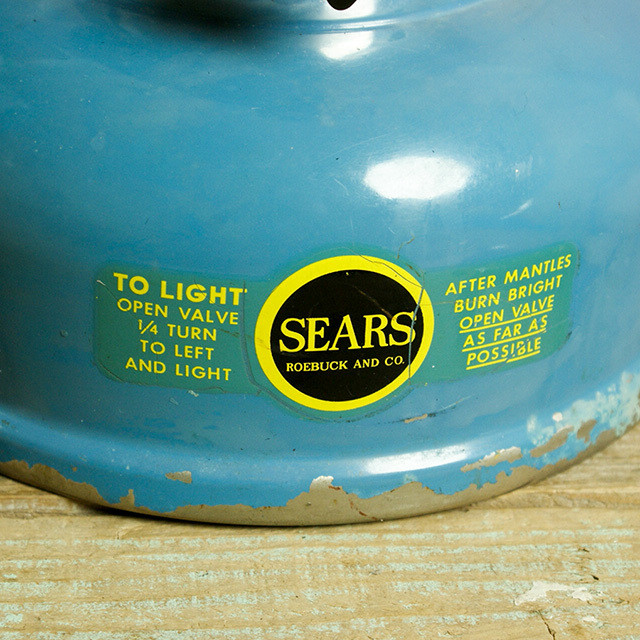 TO LIGHT
OPEN VALVE
1/4 TURN
TO LEFT
AND LIGHT
SEARS
ROEBUCK AND CO.
AFTER MANTLES
BURN BRIGHT
OPEN VALVE
AS FAR AS
POSSIBLE